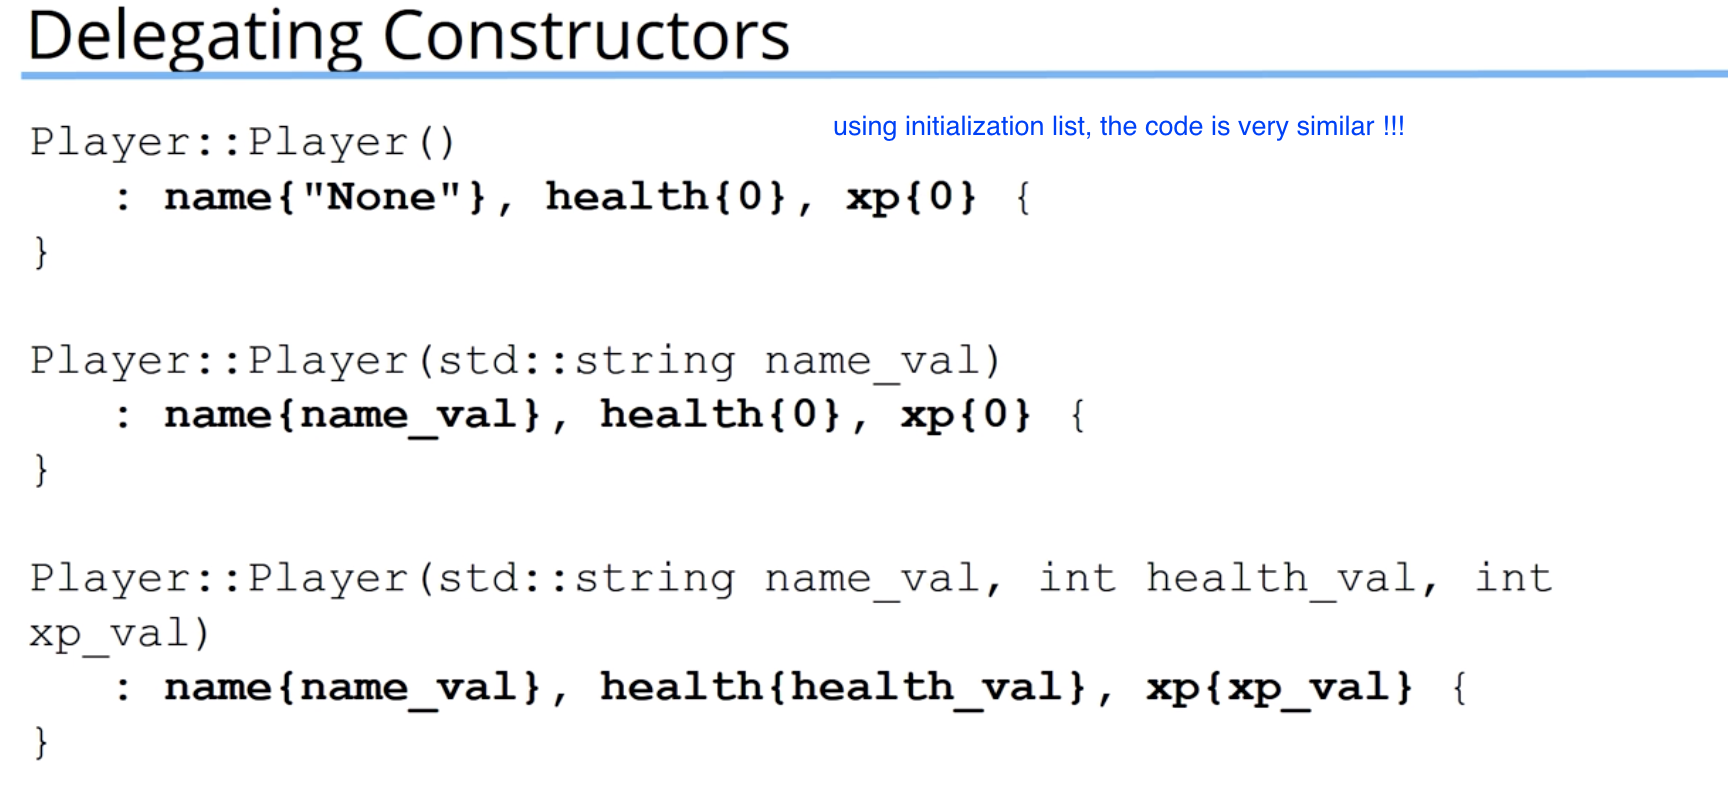 Delegating Constructors
using initialization list, the code is very similar !!!
Player::Player()
: name{"None"}, health{0}, xp{0} {
}
Player::Player(std::string name_val)
: name{name_val}, health{0}, xp{0} {
}
Player::Player(std::string name_val, int health_val, int
xp_val)
: name{name_val}, health{health_val}, xp{xp_val} {
}